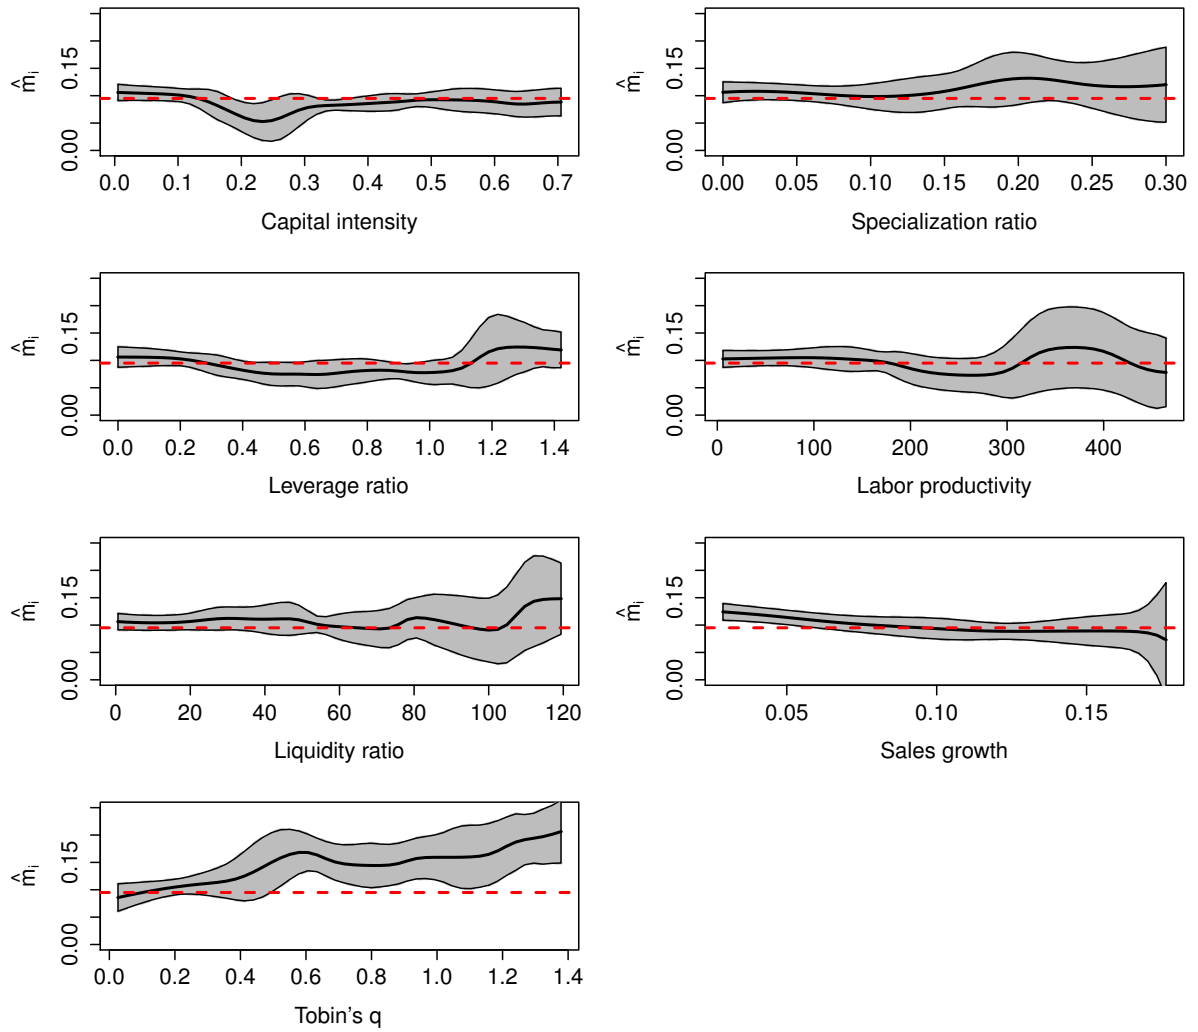 0.00 0.15
m̂i
0.0 0.1 0.2 0.3 0.4 0.5 0.6 0.7
Capital intensity
0.00 0.15
m̂i
0.00 0.05 0.10 0.15 0.20 0.25 0.30
Specialization ratio
0.00 0.15
m̂i
0.0 0.2 0.4 0.6 0.8 1.0 1.2 1.4
Leverage ratio
0.00 0.15
m̂i
0 100 200 300 400
Labor productivity
0.00 0.15
m̂i
0 20 40 60 80 100 120
Liquidity ratio
0.00 0.15
m̂i
0.05 0.10 0.15
Sales growth
0.00 0.15
m̂i
0.0 0.2 0.4 0.6 0.8 1.0 1.2 1.4
Tobin's q